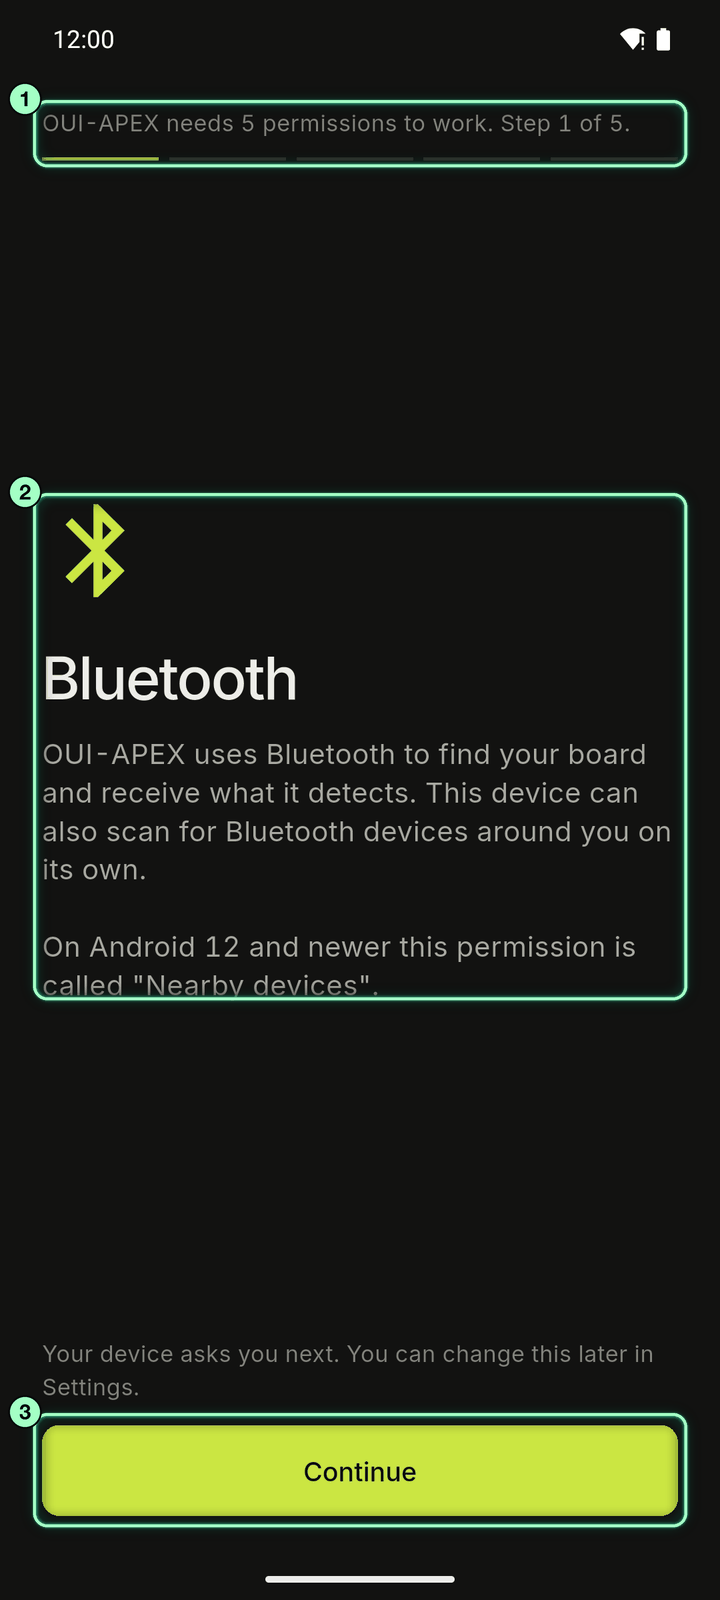 12:00
1
OUI-APEX needs 5 permissions to work. Step 1 of 5.
2
Bluetooth
OUI-APEX uses Bluetooth to find your board
and receive what it detects. This device can
also scan for Bluetooth devices around you on
its own.
On Android 12 and newer this permission is
called "Nearby devices".
Your device asks you next. You can change this later in
Settings.
3
Continue